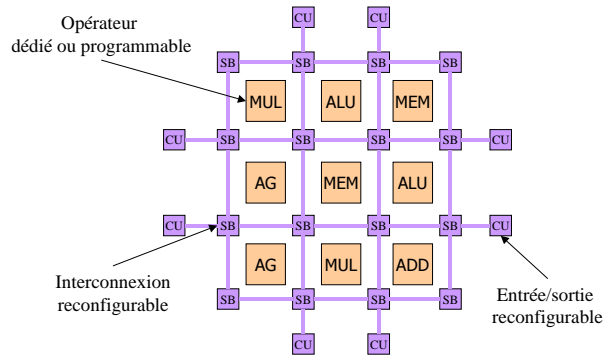 Opérateur
dédié ou programmable
CU CU
SB SB SB SB
MUL ALU MEM
CU SB SB SB SB CU
AG MEM ALU
CU SB SB SB SB CU
AG MUL ADD
Interconnexion
reconfigurable
Entrée/sortie
reconfigurable
SB SB SB SB
CU CU